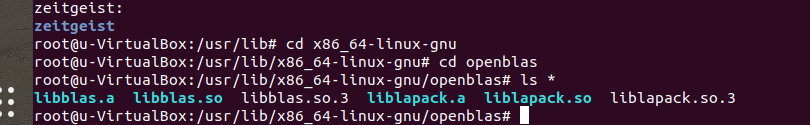 zeitgeist:
zeitgeist
root@u-VirtualBox:/usr/lib# cd x86_64-linux-gnu
root@u-VirtualBox:/usr/lib/x86_64-linux-gnu# cd openblas
root@u-VirtualBox:/usr/lib/x86_64-linux-gnu/openblas# ls *
libblas.a  libblas.so  libblas.so.3  liblapack.a  liblapack.so  liblapack.so.3
root@u-VirtualBox:/usr/lib/x86_64-linux-gnu/openblas#